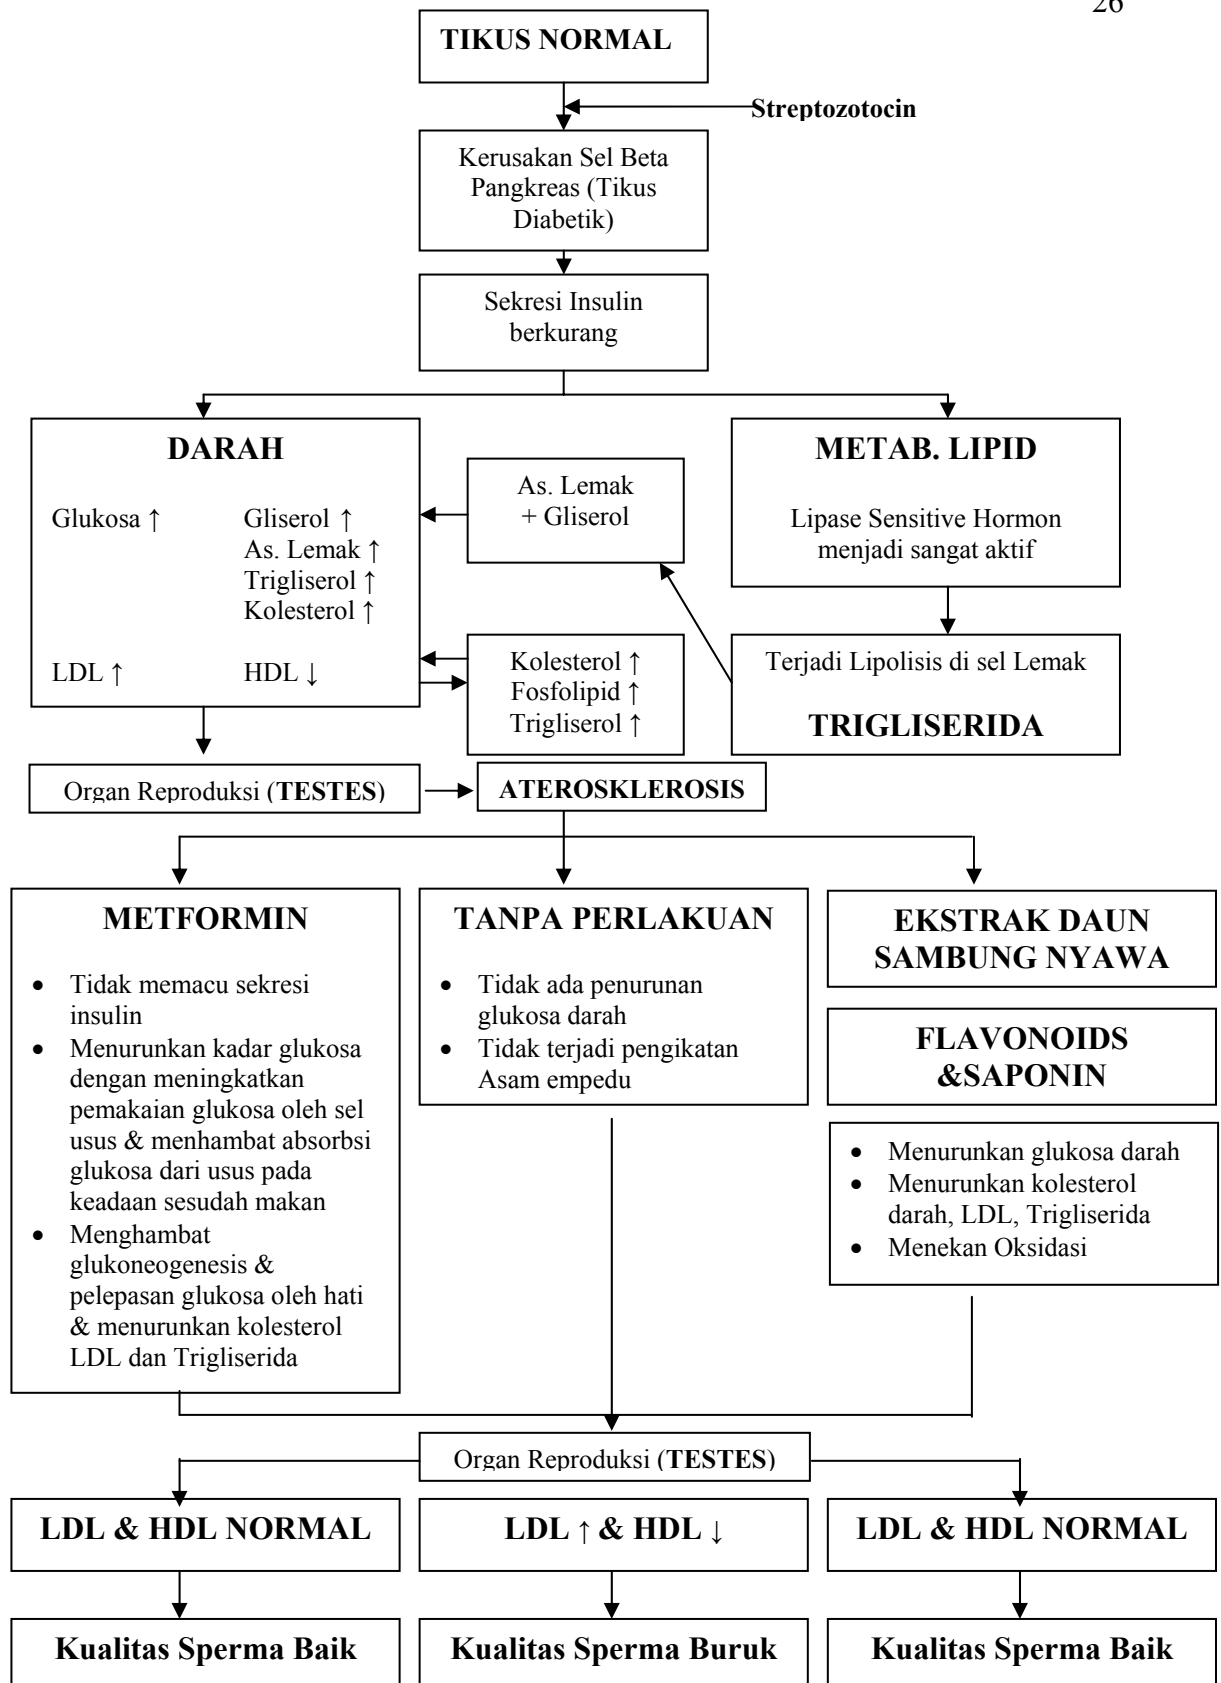 26
TIKUS NORMAL
Streptozotocin
Kerusakan Sel Beta
Pangkreas (Tikus
Diabetik)
Sekresi Insulin
berkurang
DARAH
Glukosa ↑
Gliserol ↑
As. Lemak ↑
Trigliserol ↑
Kolesterol ↑
LDL ↑
HDL ↓
As. Lemak
+ Gliserol
Kolesterol ↑
Fosfolipid ↑
Trigliserol ↑
METAB. LIPID
Lipase Sensitive Hormon
menjadi sangat aktif
Terjadi Lipolisis di sel Lemak
TRIGLISERIDA
Organ Reproduksi (TESTES)
ATEROSKLEROSIS
METFORMIN
• Tidak memacu sekresi
insulin
• Menurunkan kadar glukosa
dengan meningkatkan
pemakaian glukosa oleh sel
usus & menhambat absorbsi
glukosa dari usus pada
keadaan sesudah makan
• Menghambat
glukoneogenesis &
pelepasan glukosa oleh hati
& menurunkan kolesterol
LDL dan Trigliserida
TANPA PERLAKUAN
• Tidak ada penurunan
glukosa darah
• Tidak terjadi pengikatan
Asam empedu
EKSTRAK DAUN
SAMBUNG NYAWA
FLAVONOIDS
&SAPONIN
• Menurunkan glukosa darah
• Menurunkan kolesterol
darah, LDL, Trigliserida
• Menekan Oksidasi
Organ Reproduksi (TESTES)
LDL & HDL NORMAL
LDL ↑ & HDL ↓
LDL & HDL NORMAL
Kualitas Sperma Baik
Kualitas Sperma Buruk
Kualitas Sperma Baik